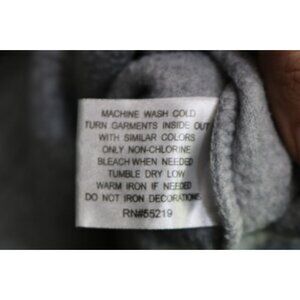 MACHINE WASH COLD
TURN GARMENTS INSIDE OUT
WITH SIMILAR COLORS
ONLY NON-CHLORINE
BLEACH WHEN NEEDED
TUMBLE DRY LOW
WARM IRON IF NEEDED
DO NOT IRON DECORATIONS
RN#55219